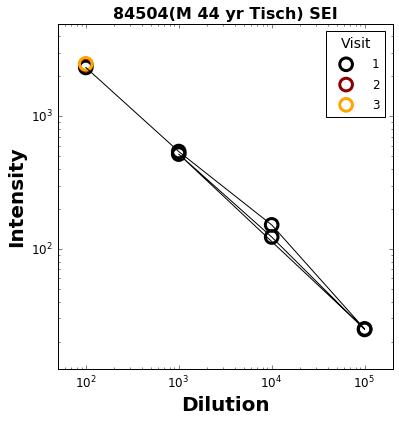 84504(M 44 yr Tisch) SEI
Visit
1
2
3
10³
10²
Intensity
10² 10³ 10⁴ 10⁵
Dilution